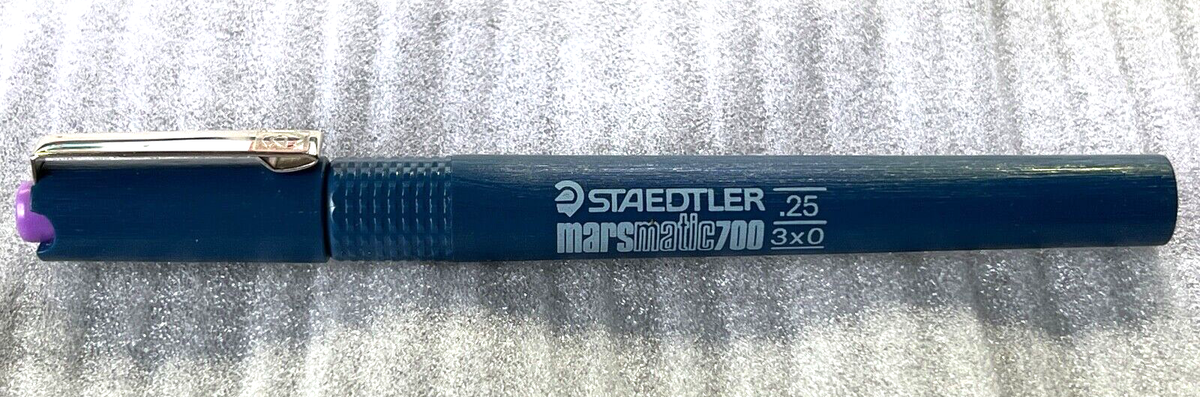 STAEDTLER
marsmatic700
.25
3x0